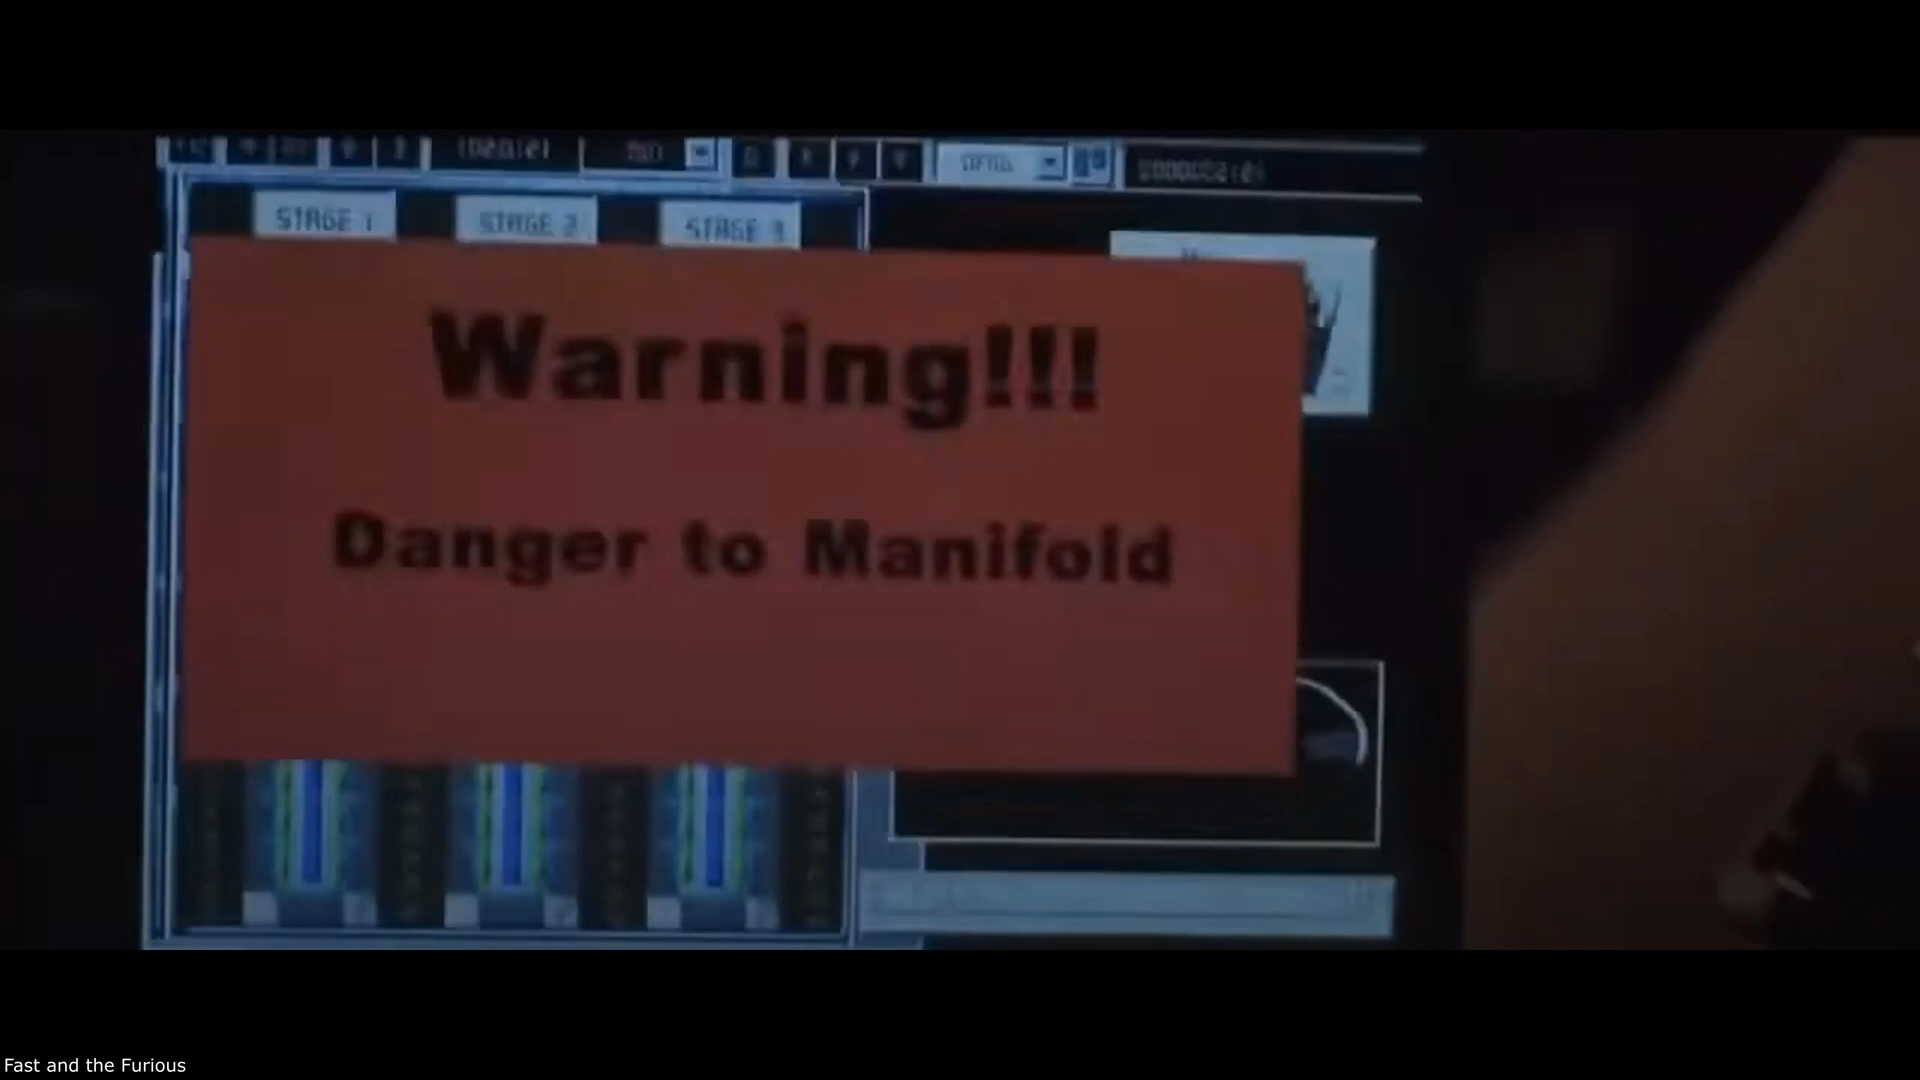 STAGE 1 STAGE 2 STAGE 3
Warning!!!
Danger to Manifold
Fast and the Furious